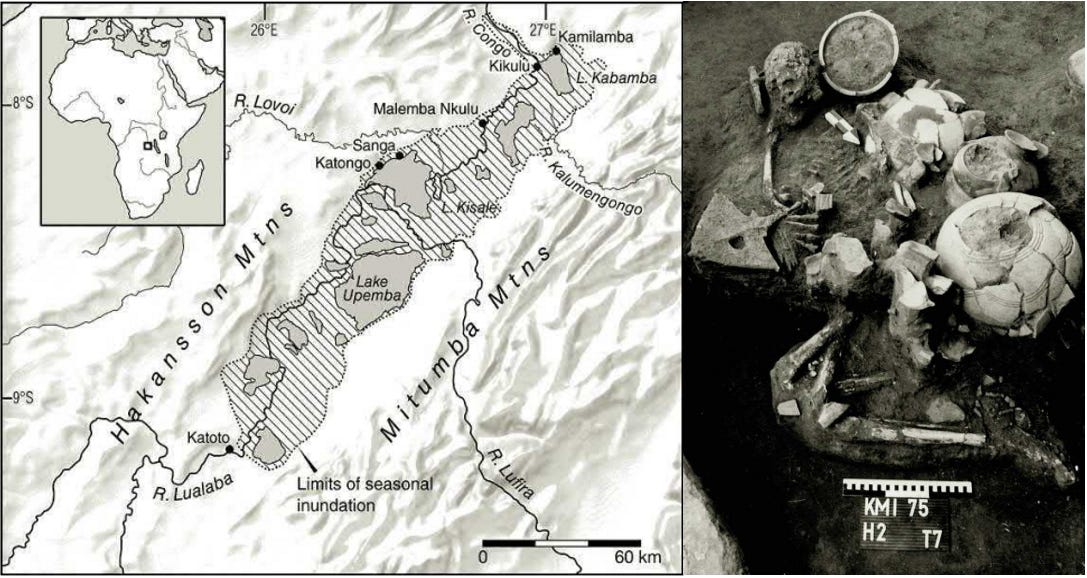 26°E
27°E
R. Congo
Kamilamba
Kikulu
L. Kabamba
8°S
R. Lovoi
Malemba Nkulu
Sanga
Katongo
R. Kalumengongo
L. Kisale
Hakansson Mtns
Lake
Upemba
Mitumba Mtns
9°S
Katoto
R. Lualaba
Limits of seasonal
inundation
R. Lufira
0 60 km
KMI 75
H2 T7